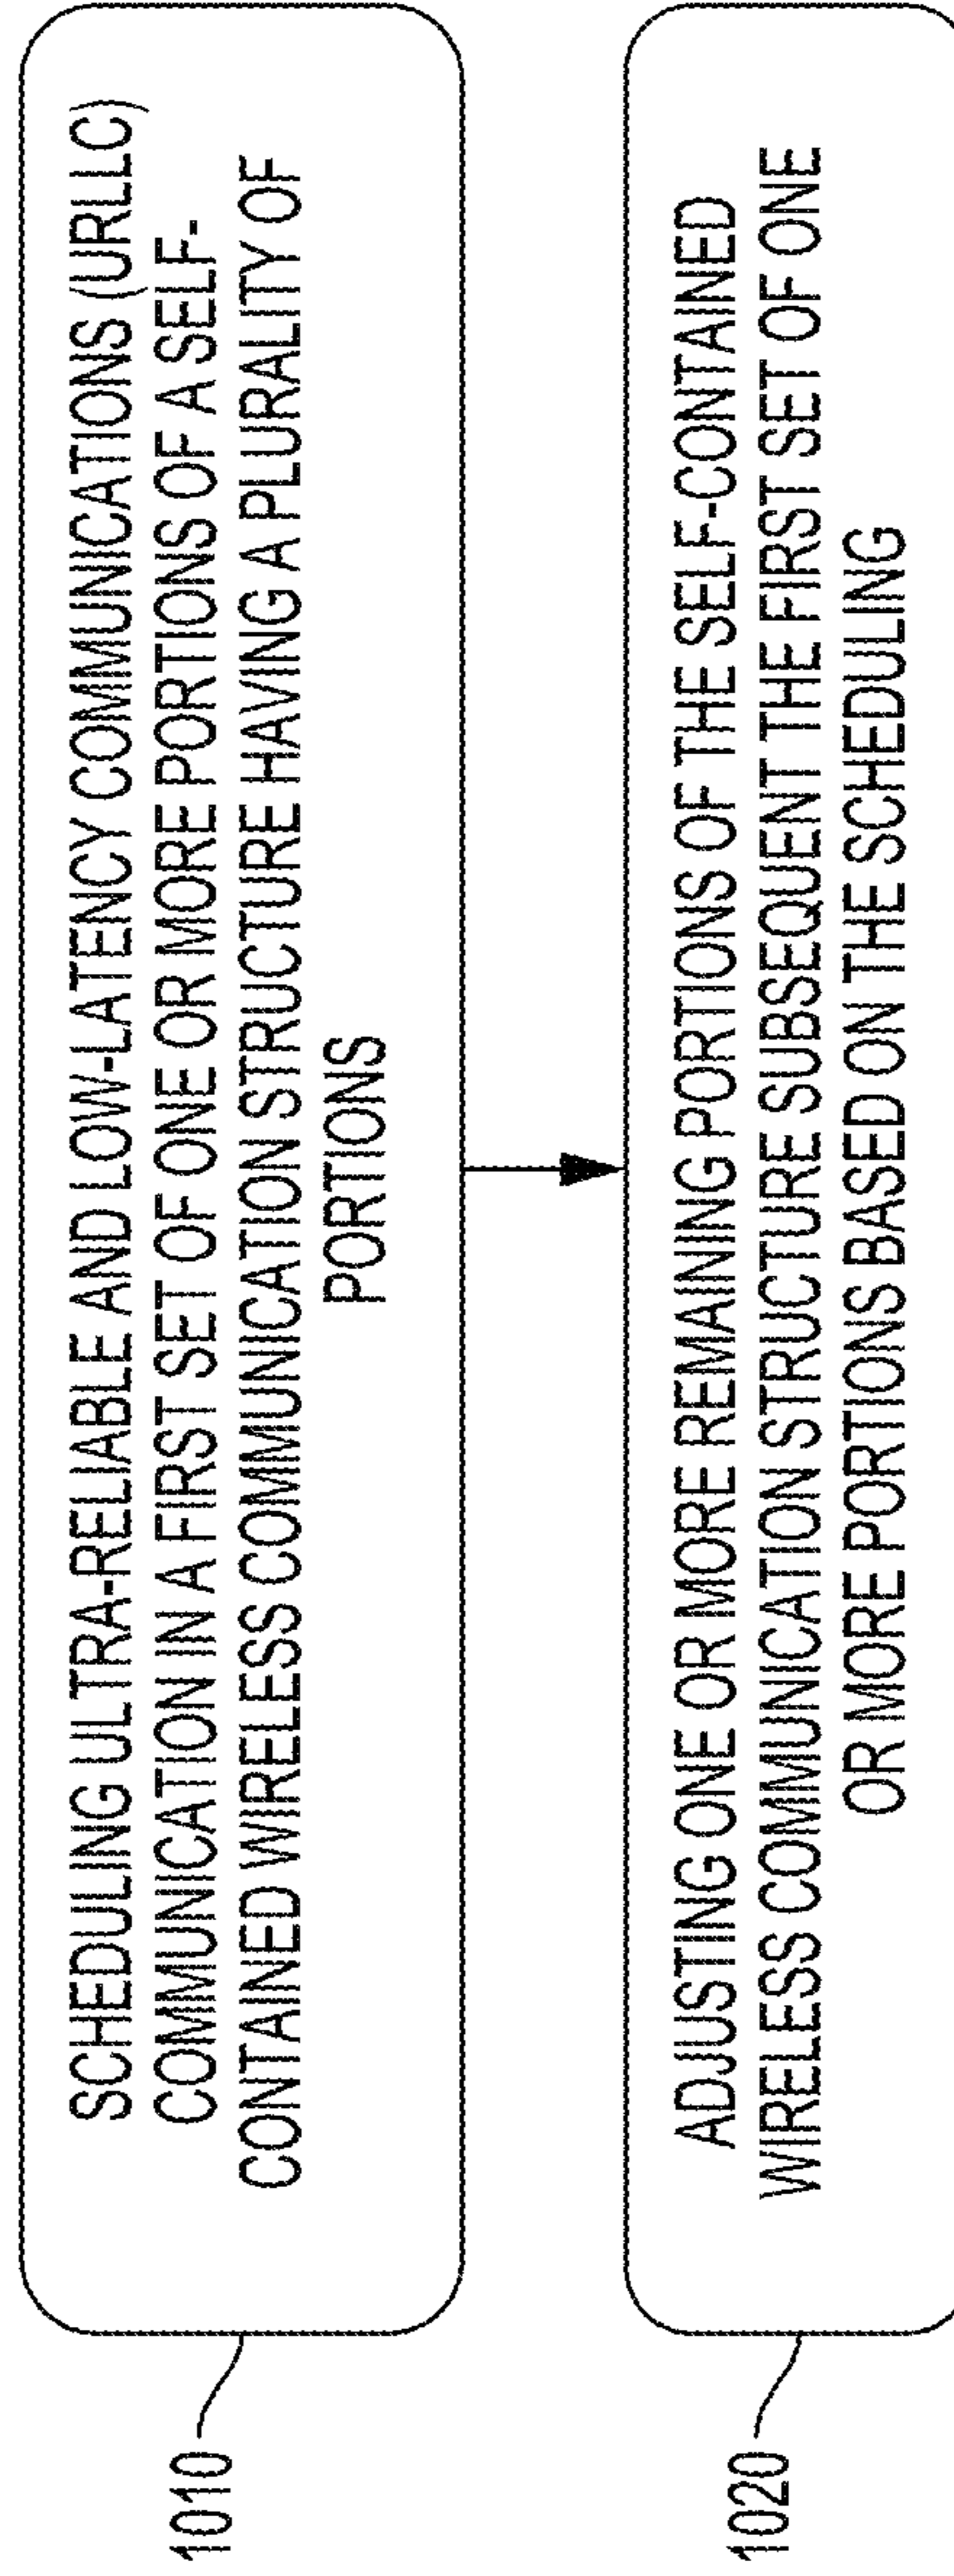 1010
SCHEDULING ULTRA-RELIABLE AND LOW-LATENCY COMMUNICATIONS (URLLC)
COMMUNICATION IN A FIRST SET OF ONE OR MORE PORTIONS OF A SELF-
CONTAINED WIRELESS COMMUNICATION STRUCTURE HAVING A PLURALITY OF
PORTIONS
1020
ADJUSTING ONE OR MORE REMAINING PORTIONS OF THE SELF-CONTAINED
WIRELESS COMMUNICATION STRUCTURE SUBSEQUENT THE FIRST SET OF ONE
OR MORE PORTIONS BASED ON THE SCHEDULING